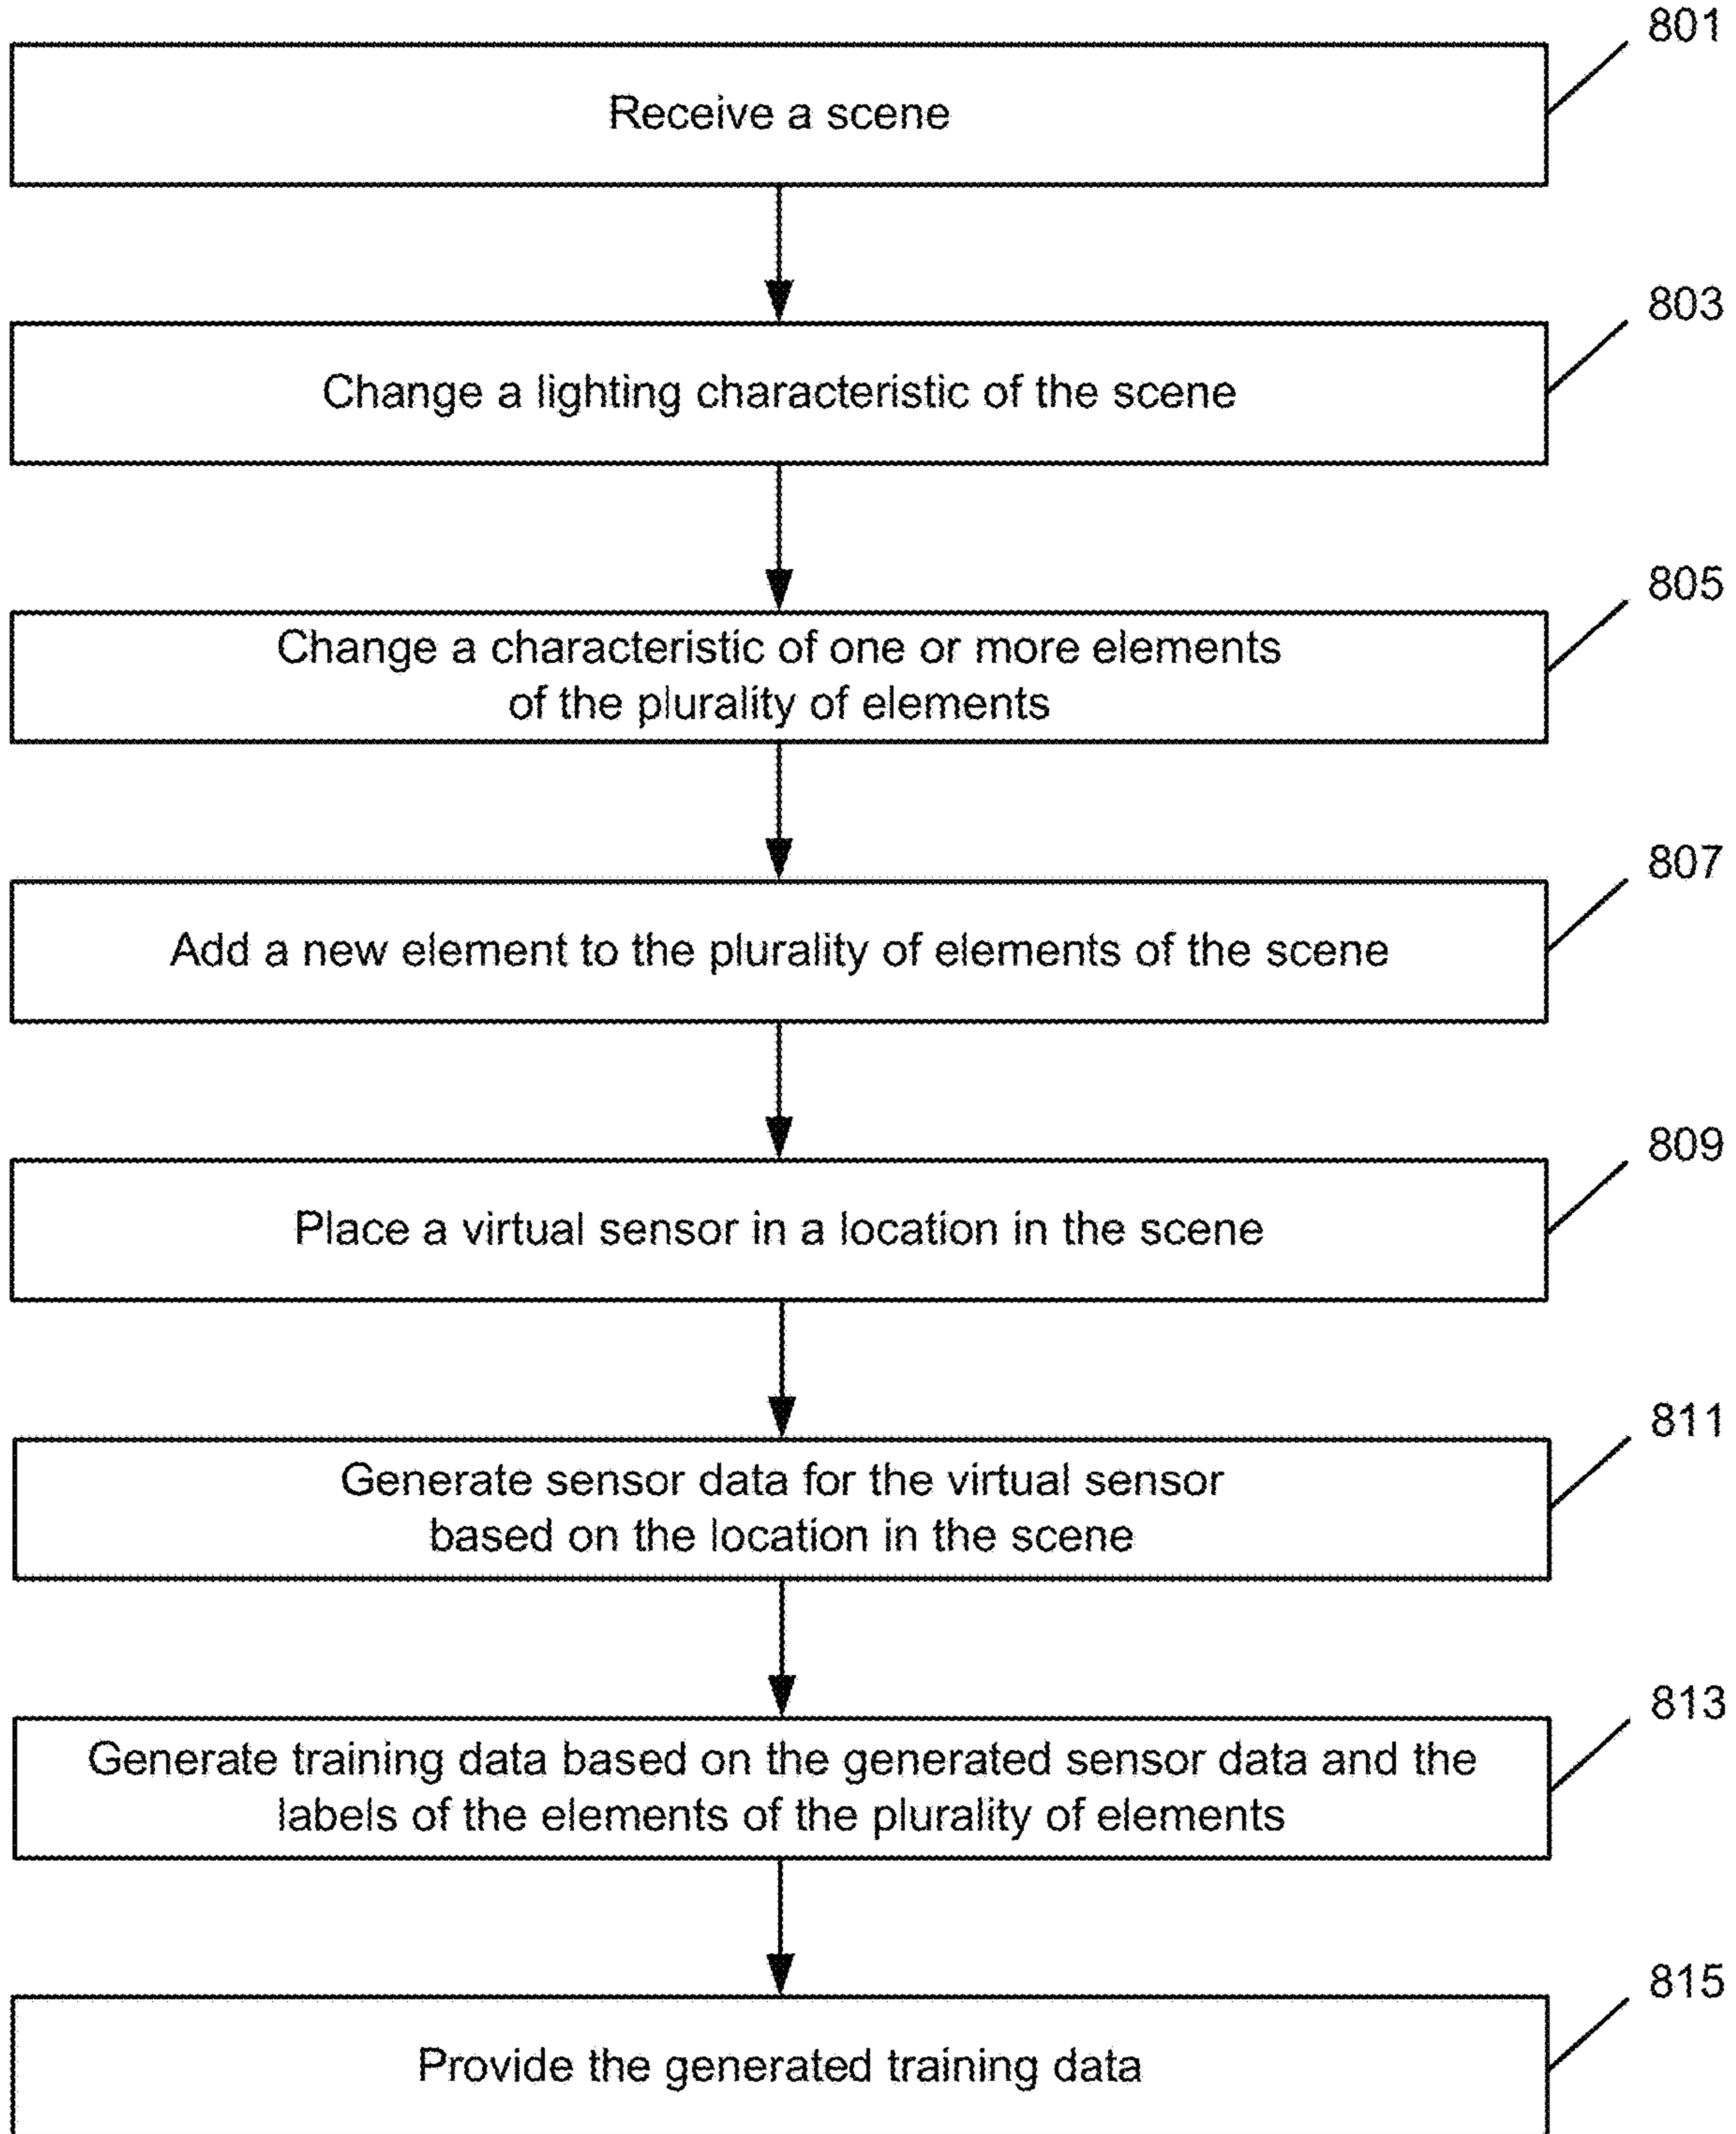 801
Receive a scene
803
Change a lighting characteristic of the scene
805
Change a characteristic of one or more elements
of the plurality of elements
807
Add a new element to the plurality of elements of the scene
809
Place a virtual sensor in a location in the scene
811
Generate sensor data for the virtual sensor
based on the location in the scene
813
Generate training data based on the generated sensor data and the
labels of the elements of the plurality of elements
815
Provide the generated training data